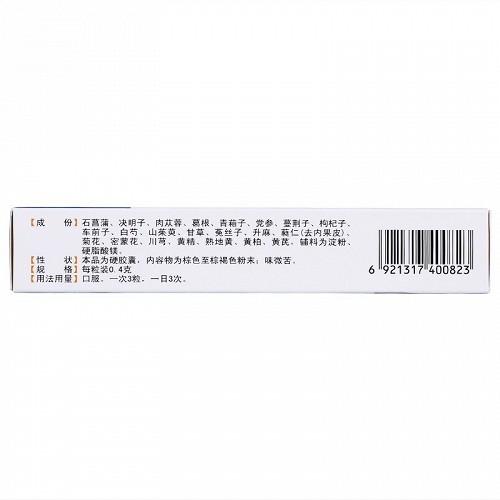 【成　份】石菖蒲、决明子、肉苁蓉、葛根、青葙子、党参、蔓荆子、枸杞子、
车前子、白芍、山茱萸、甘草、菟丝子、升麻、蕤仁(去内果皮)、
菊花、密蒙花、川芎、黄精、熟地黄、黄柏、黄芪。辅料为淀粉、
硬脂酸镁。
【性　状】本品为硬胶囊，内容物为棕色至棕褐色粉末；味微苦。
【规　格】每粒装0.4克
【用法用量】口服。一次3粒，一日3次。
6 921317 400823